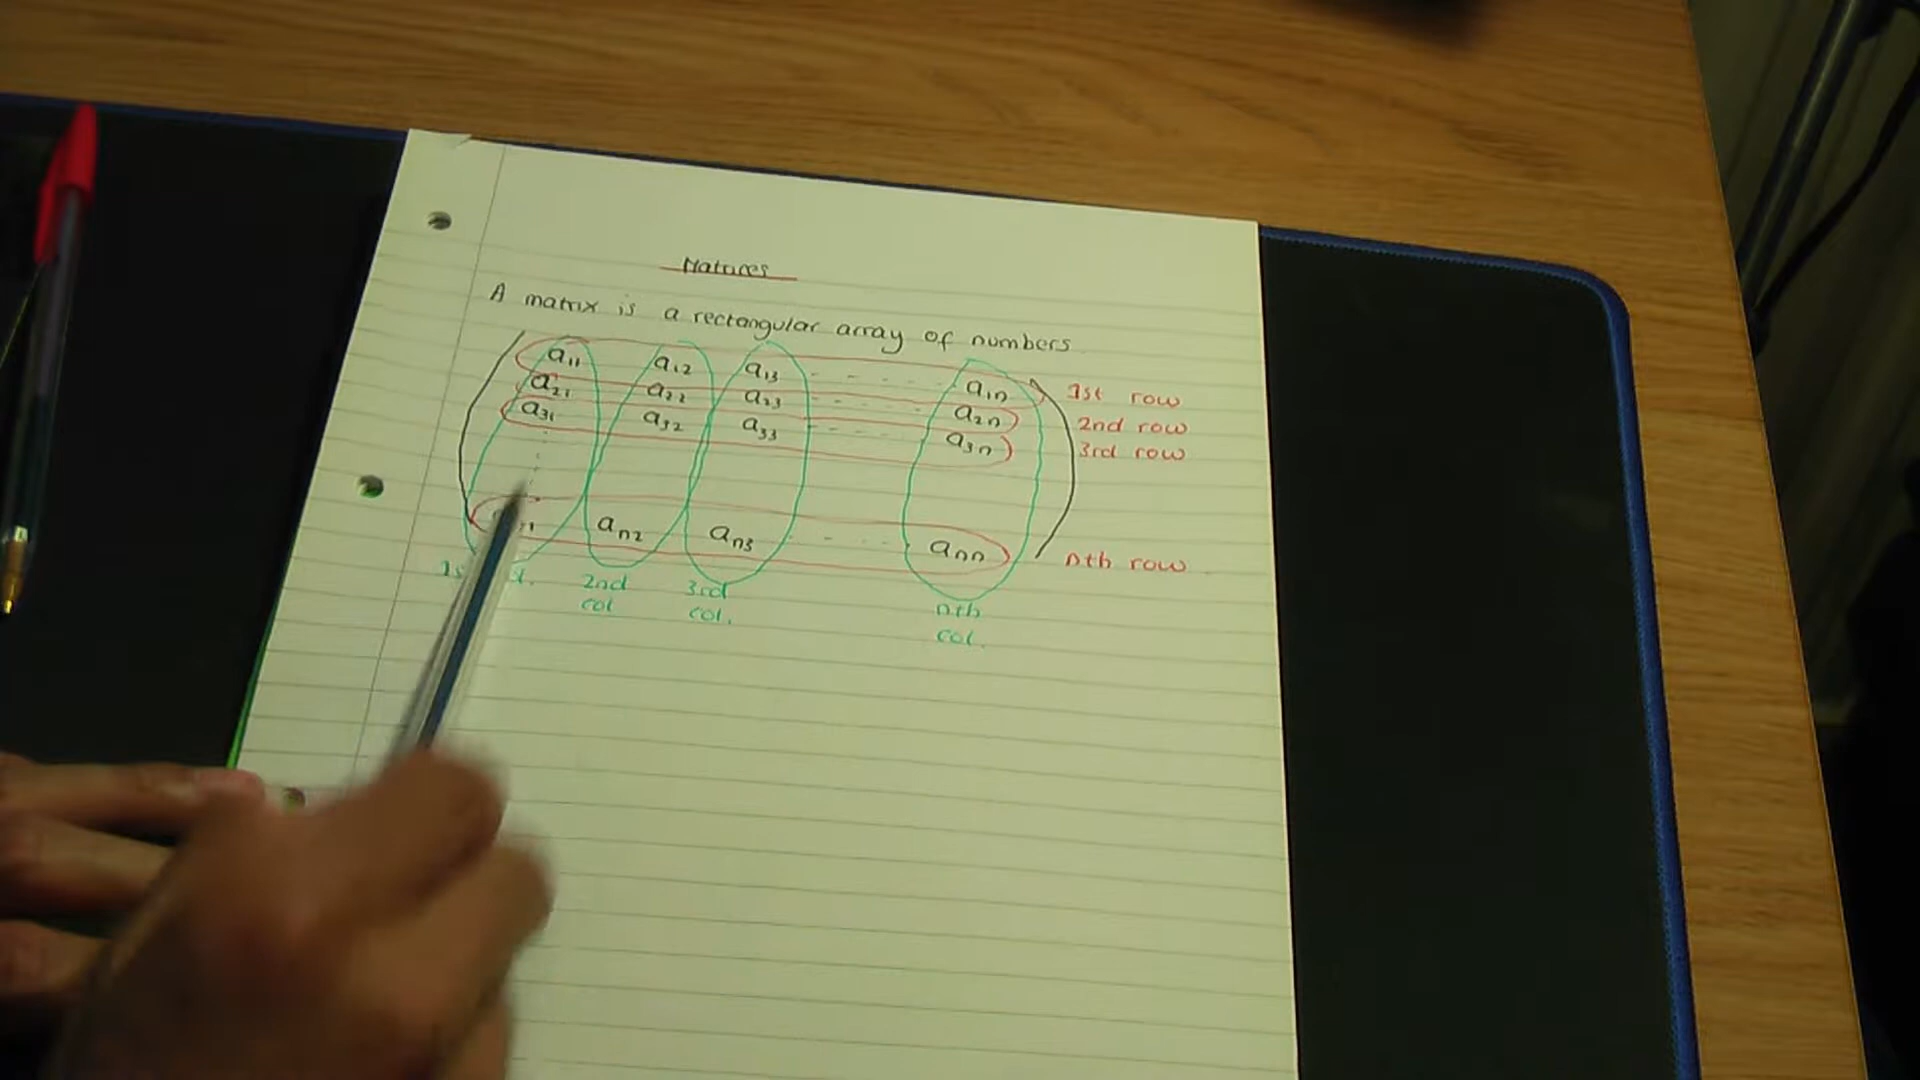 Matrices
A matrix is a rectangular array of numbers
a11 a12 a13 - - - - - - a1n 1st row
a21 a22 a23 - - - - a2n 2nd row
a31 a32 a33 - - - - a3n 3rd row
an2 an3 - - - - ann nth row
2nd col 3rd col. nth col.